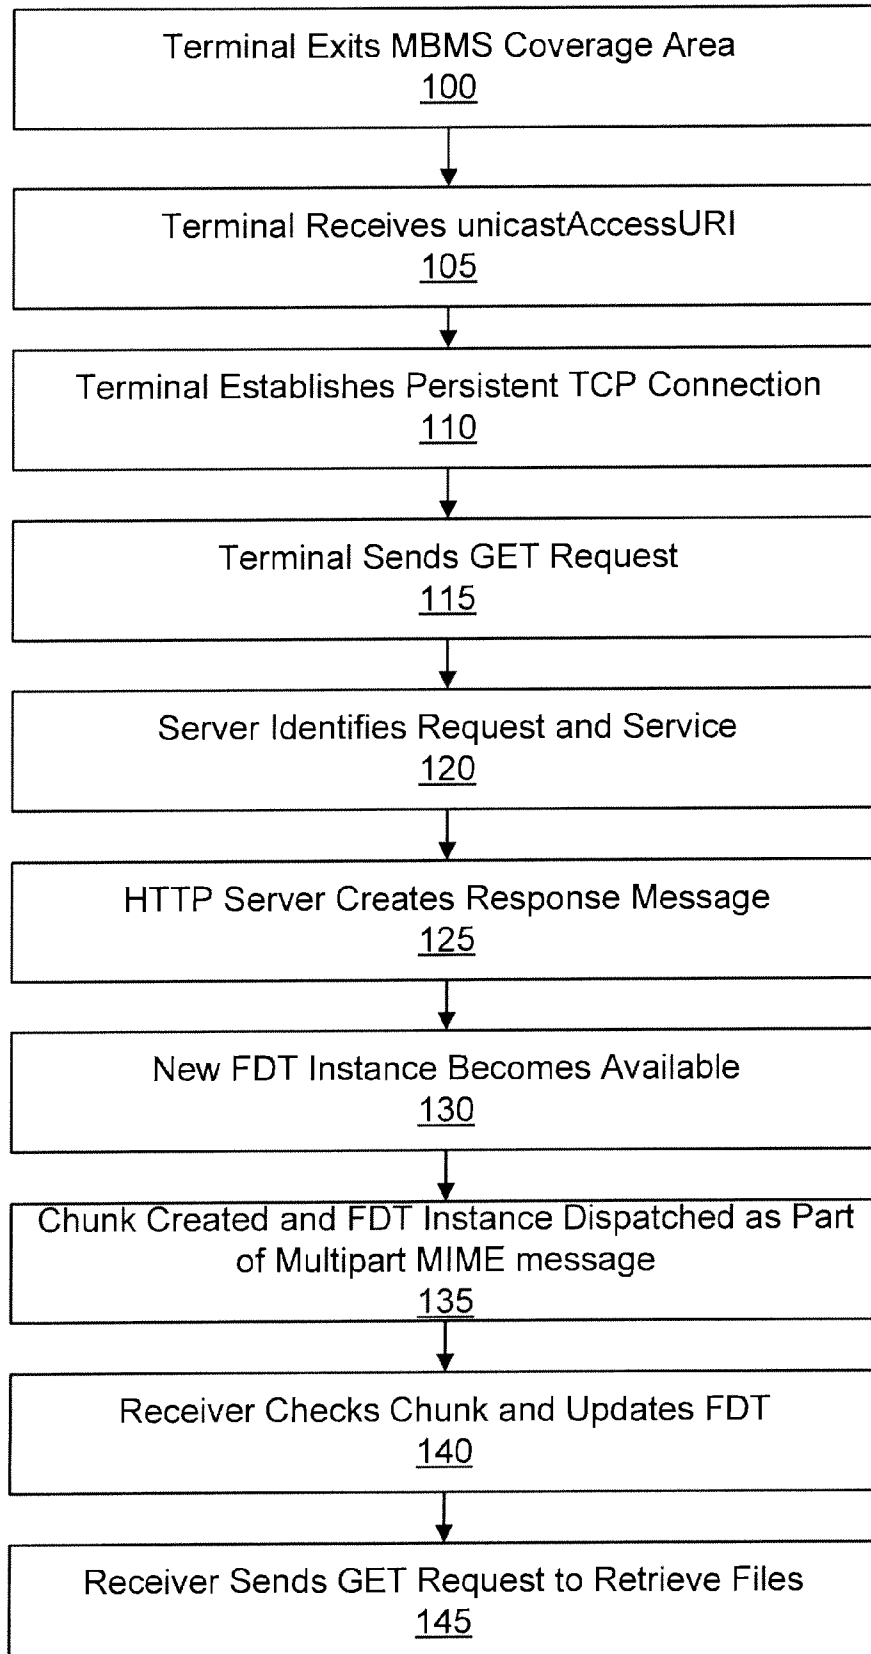 Terminal Exits MBMS Coverage Area
100
Terminal Receives unicastAccessURI
105
Terminal Establishes Persistent TCP Connection
110
Terminal Sends GET Request
115
Server Identifies Request and Service
120
HTTP Server Creates Response Message
125
New FDT Instance Becomes Available
130
Chunk Created and FDT Instance Dispatched as Part
of Multipart MIME message
135
Receiver Checks Chunk and Updates FDT
140
Receiver Sends GET Request to Retrieve Files
145